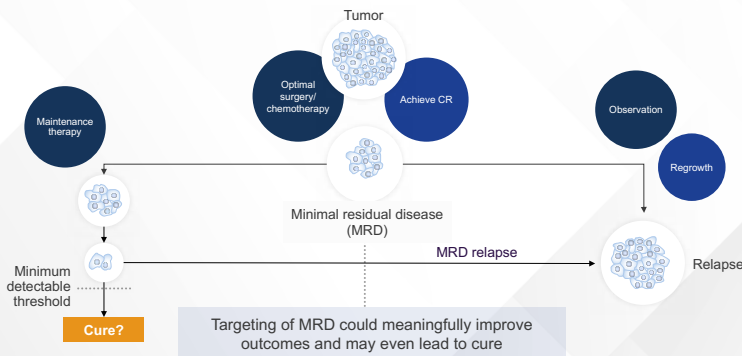 Tumor
Optimal
surgery/
chemotherapy
Achieve CR
Maintenance
therapy
Observation
Regrowth
Minimal residual disease
(MRD)
MRD relapse
Relapse
Minimum
detectable
threshold
Cure?
Targeting of MRD could meaningfully improve
outcomes and may even lead to cure